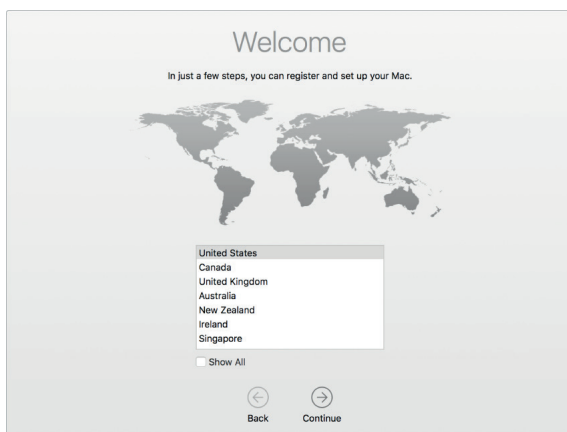 Welcome
In just a few steps, you can register and set up your Mac.
United States
Canada
United Kingdom
Australia
New Zealand
Ireland
Singapore
Show All
Back Continue